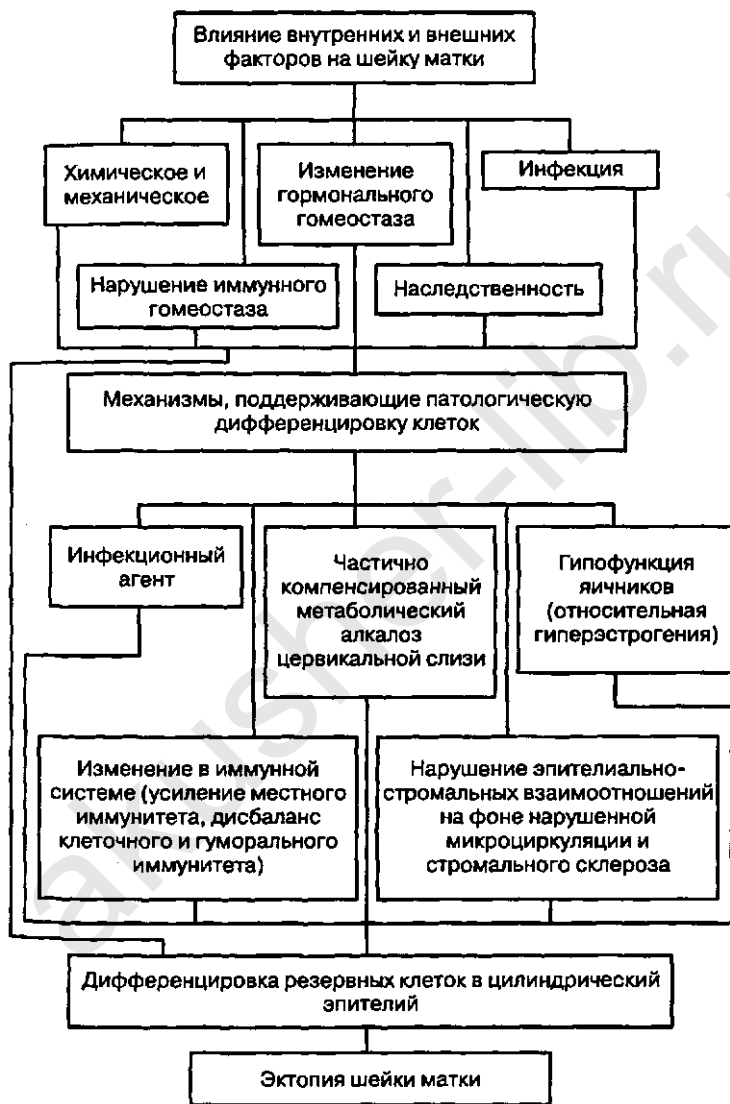 Влияние внутренних и внешних
факторов на шейку матки
Химическое и
механическое
Изменение
гормонального
гомеостаза
Инфекция
Нарушение иммунного
гомеостаза
Наследственность
Механизмы, поддерживающие патологическую
дифференцировку клеток
Инфекционный
агент
Частично
компенсированный
метаболический
алкалоз
цервикальной слизи
Гипофункция
яичников
(относительная
гиперэстрогения)
Изменение в иммунной
системе (усиление местного
иммунитета, дисбаланс
клеточного и гуморального
иммунитета)
Нарушение эпителиально-
стромальных взаимоотношений
на фоне нарушенной
микроциркуляции и
стромального склероза
Дифференцировка резервных клеток в цилиндрический
эпителий
Эктопия шейки матки
akusher-lib.ru